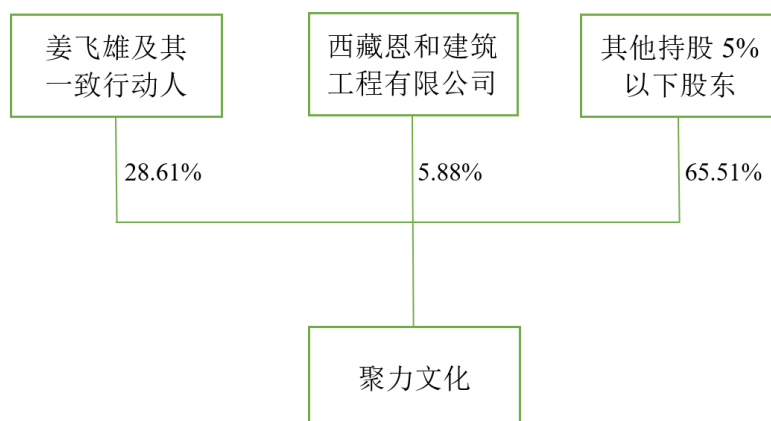 姜飞雄及其
一致行动人
西藏恩和建筑
工程有限公司
其他持股 5%
以下股东
28.61%
5.88%
65.51%
聚力文化